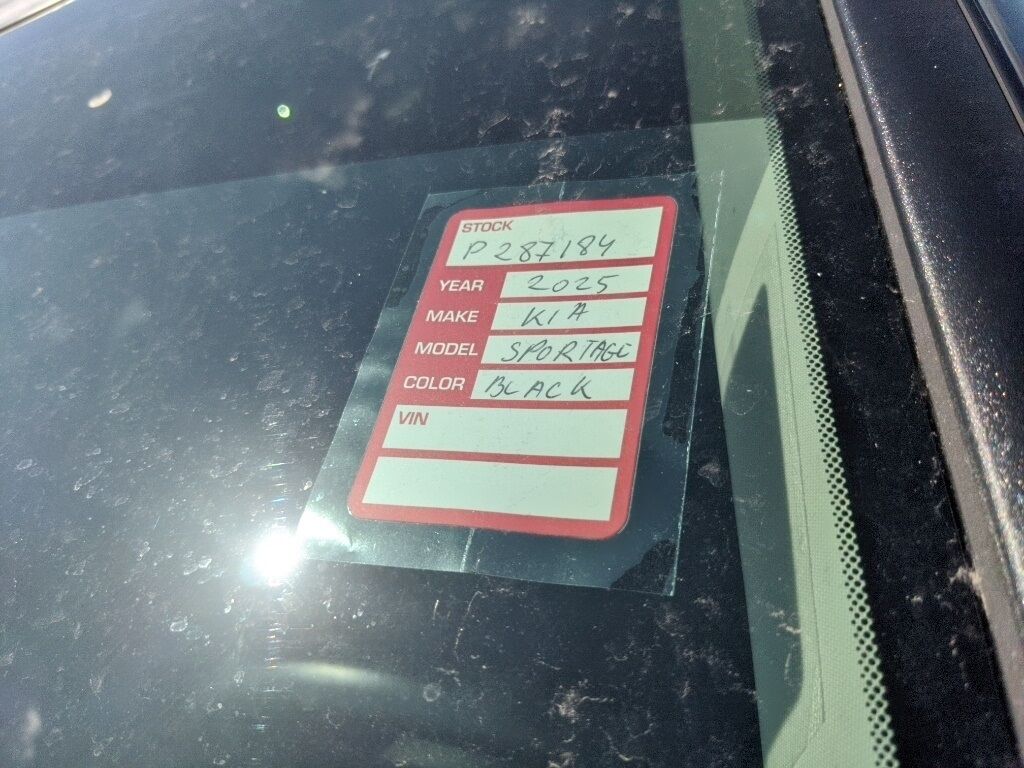 STOCK
P287184
YEAR 2025
MAKE KIA
MODEL SPORTAGE
COLOR BLACK
VIN